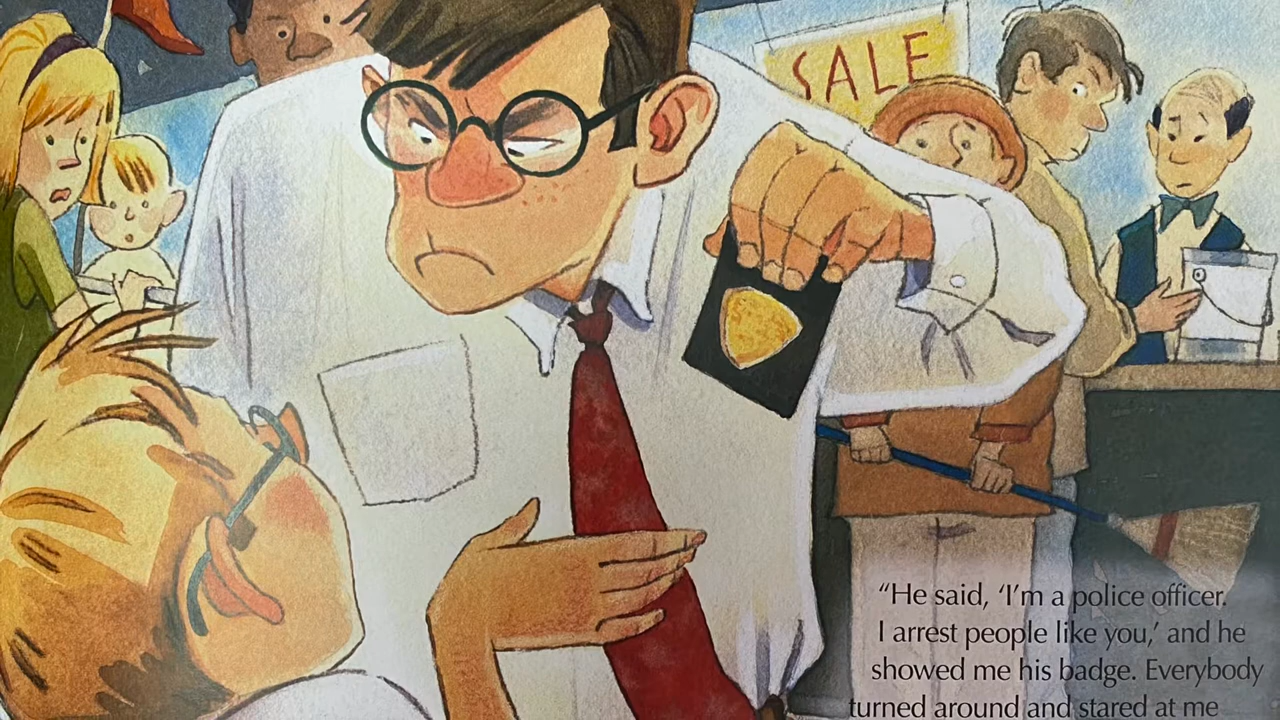 SALE
“He said, ‘I’m a police officer.
I arrest people like you,’ and he
showed me his badge. Everybody
turned around and stared at me